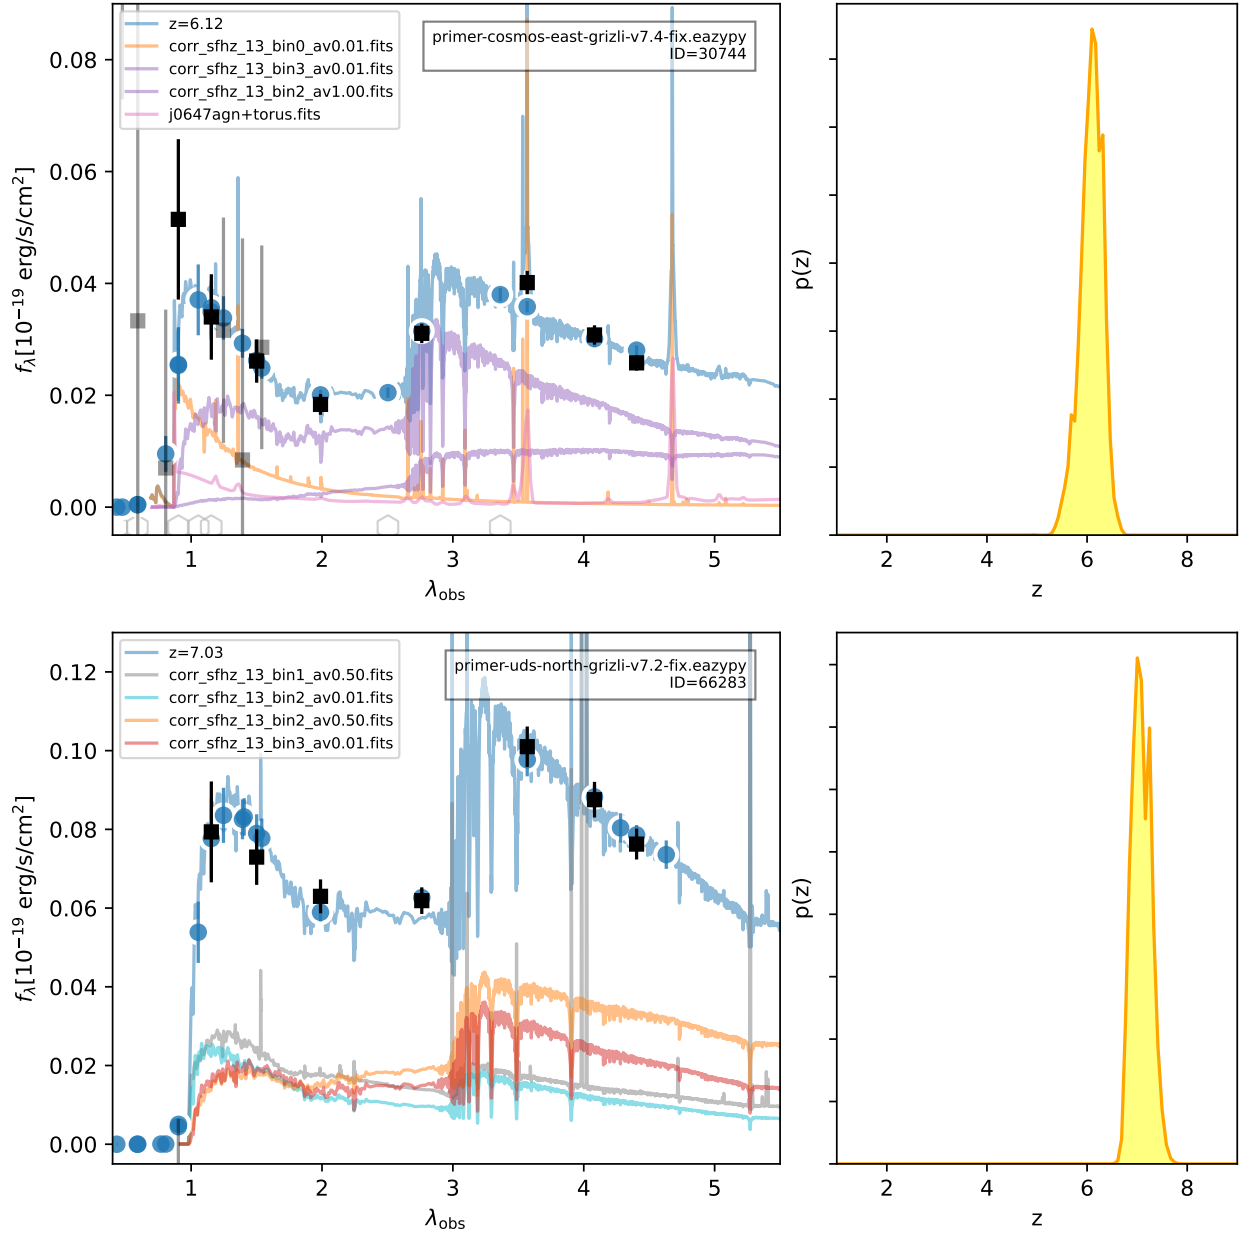 z=6.12
corr_sfhz_13_bin0_av0.01.fits
corr_sfhz_13_bin3_av0.01.fits
corr_sfhz_13_bin2_av1.00.fits
j0647agn+torus.fits
primer-cosmos-east-grizli-v7.4-fix.eazypy
ID=30744
0.08
0.06
0.04
0.02
0.00
f_λ[10⁻¹⁹ erg/s/cm²]
1 2 3 4 5
λ_obs
p(z)
2 4 6 8
z
z=7.03
corr_sfhz_13_bin1_av0.50.fits
corr_sfhz_13_bin2_av0.01.fits
corr_sfhz_13_bin2_av0.50.fits
corr_sfhz_13_bin3_av0.01.fits
primer-uds-north-grizli-v7.2-fix.eazypy
ID=66283
0.12
0.10
0.08
0.06
0.04
0.02
0.00
f_λ[10⁻¹⁹ erg/s/cm²]
1 2 3 4 5
λ_obs
p(z)
2 4 6 8
z